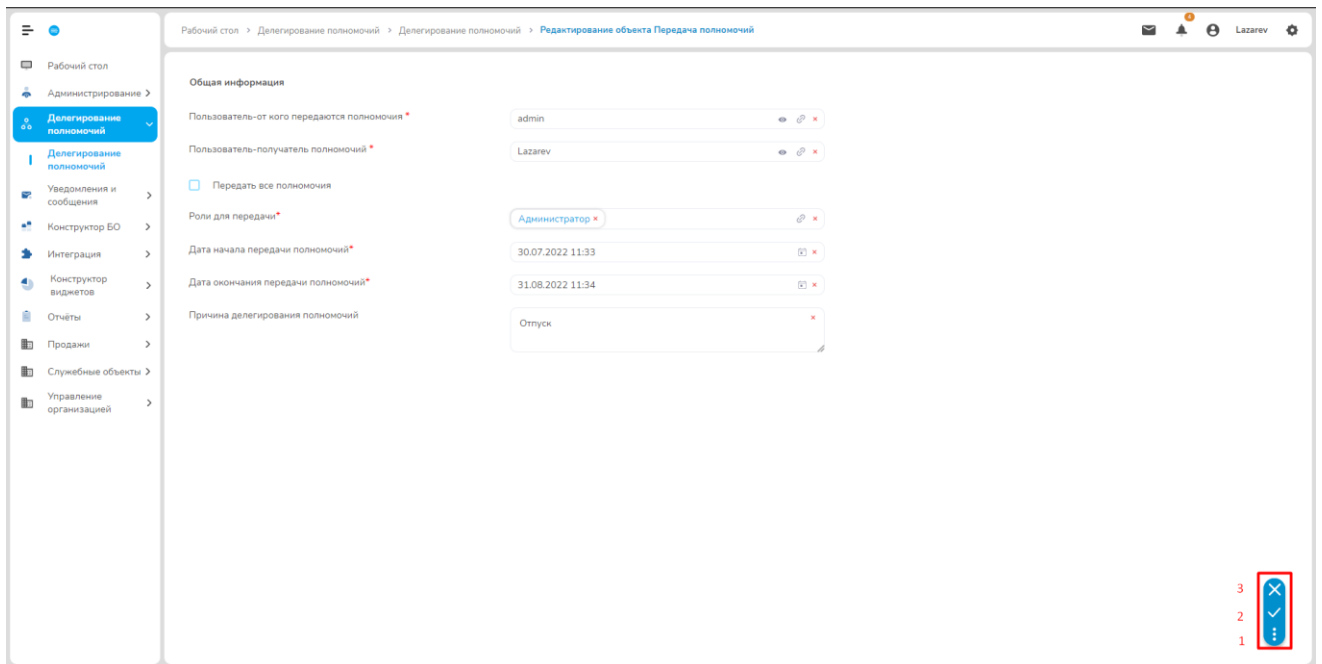 Рабочий стол > Делегирование полномочий > Делегирование полномочий > Редактирование объекта Передача полномочий
4
Lazarev
Рабочий стол
Администрирование >
Делегирование
полномочий
Делегирование
полномочий
Уведомления и
сообщения
Конструктор БО
Интеграция
Конструктор
виджетов
Отчёты
Продажи
Служебные объекты >
Управление
организацией
Общая информация
Пользователь-от кого передаются полномочия *
admin
Пользователь-получатель полномочий *
Lazarev
Передать все полномочия
Роли для передачи*
Администратор ×
Дата начала передачи полномочий*
30.07.2022 11:33
Дата окончания передачи полномочий*
31.08.2022 11:34
Причина делегирования полномочий
Отпуск
3
2
1